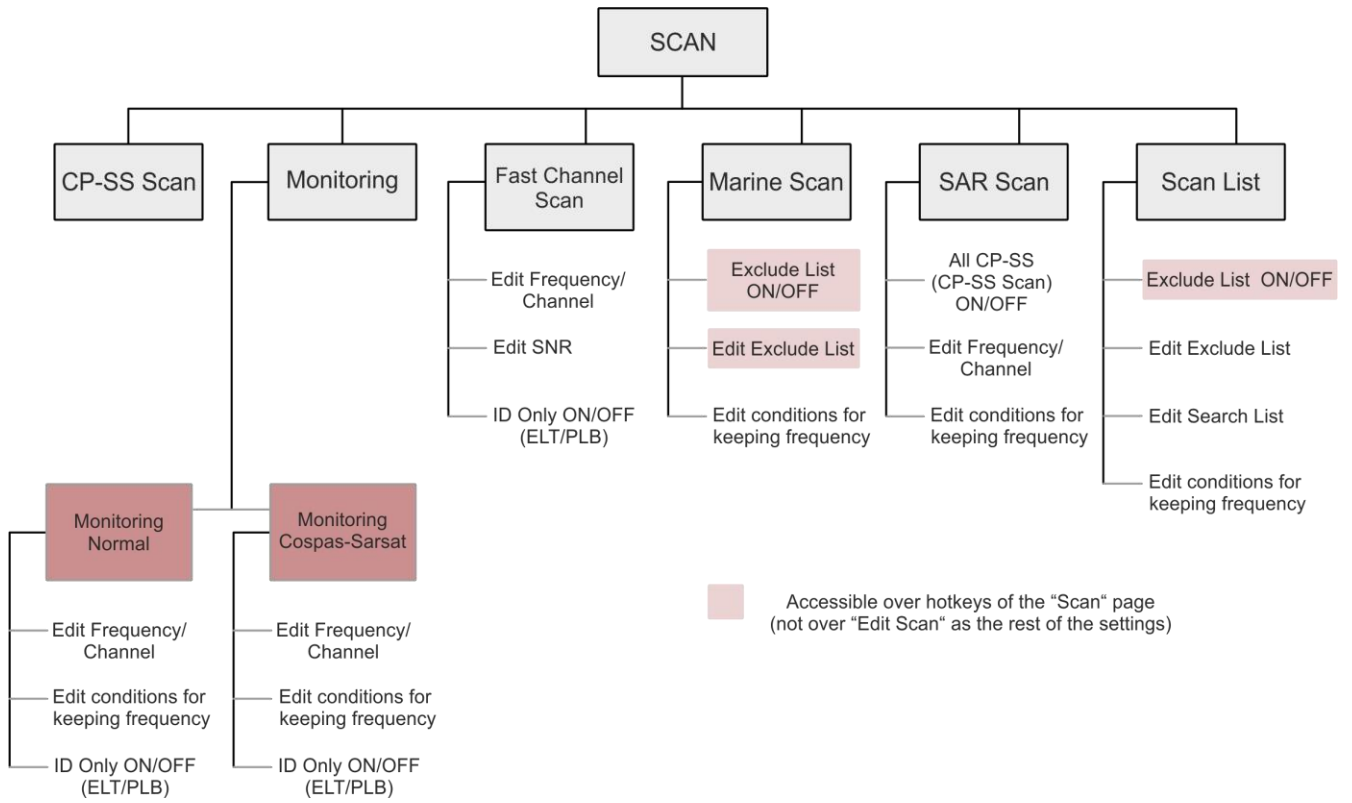 SCAN
CP-SS Scan
Monitoring
Fast Channel
Scan
Marine Scan
SAR Scan
Scan List
Edit Frequency/
Channel
Edit SNR
ID Only ON/OFF
(ELT/PLB)
Exclude List
ON/OFF
Edit Exclude List
Edit conditions for
keeping frequency
All CP-SS
(CP-SS Scan)
ON/OFF
Edit Frequency/
Channel
Edit conditions for
keeping frequency
Exclude List ON/OFF
Edit Exclude List
Edit Search List
Edit conditions for
keeping frequency
Monitoring
Normal
Edit Frequency/
Channel
Edit conditions for
keeping frequency
ID Only ON/OFF
(ELT/PLB)
Monitoring
Cospas-Sarsat
Edit Frequency/
Channel
Edit conditions for
keeping frequency
ID Only ON/OFF
(ELT/PLB)
Accessible over hotkeys of the “Scan“ page
(not over “Edit Scan“ as the rest of the settings)